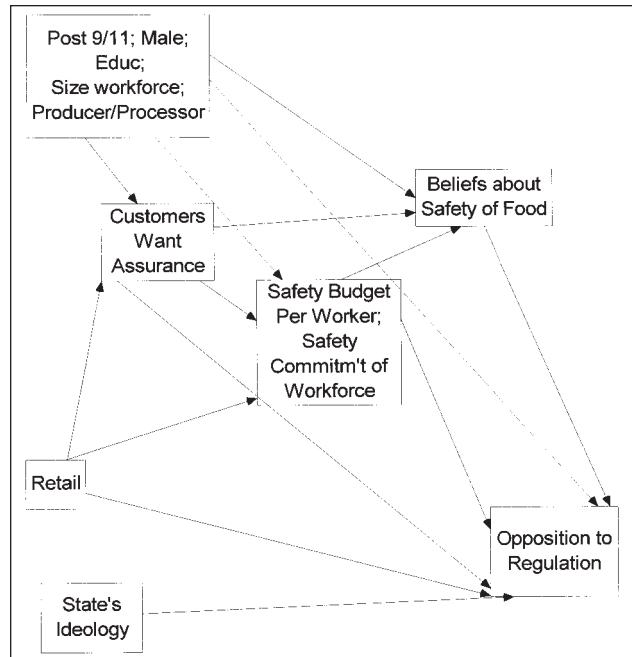 Post 9/11; Male;
Educ;
Size workforce;
Producer/Processor
Beliefs about
Safety of Food
Customers
Want
Assurance
Safety Budget
Per Worker;
Safety
Commitm't of
Workforce
Retail
Opposition to
Regulation
State's
Ideology